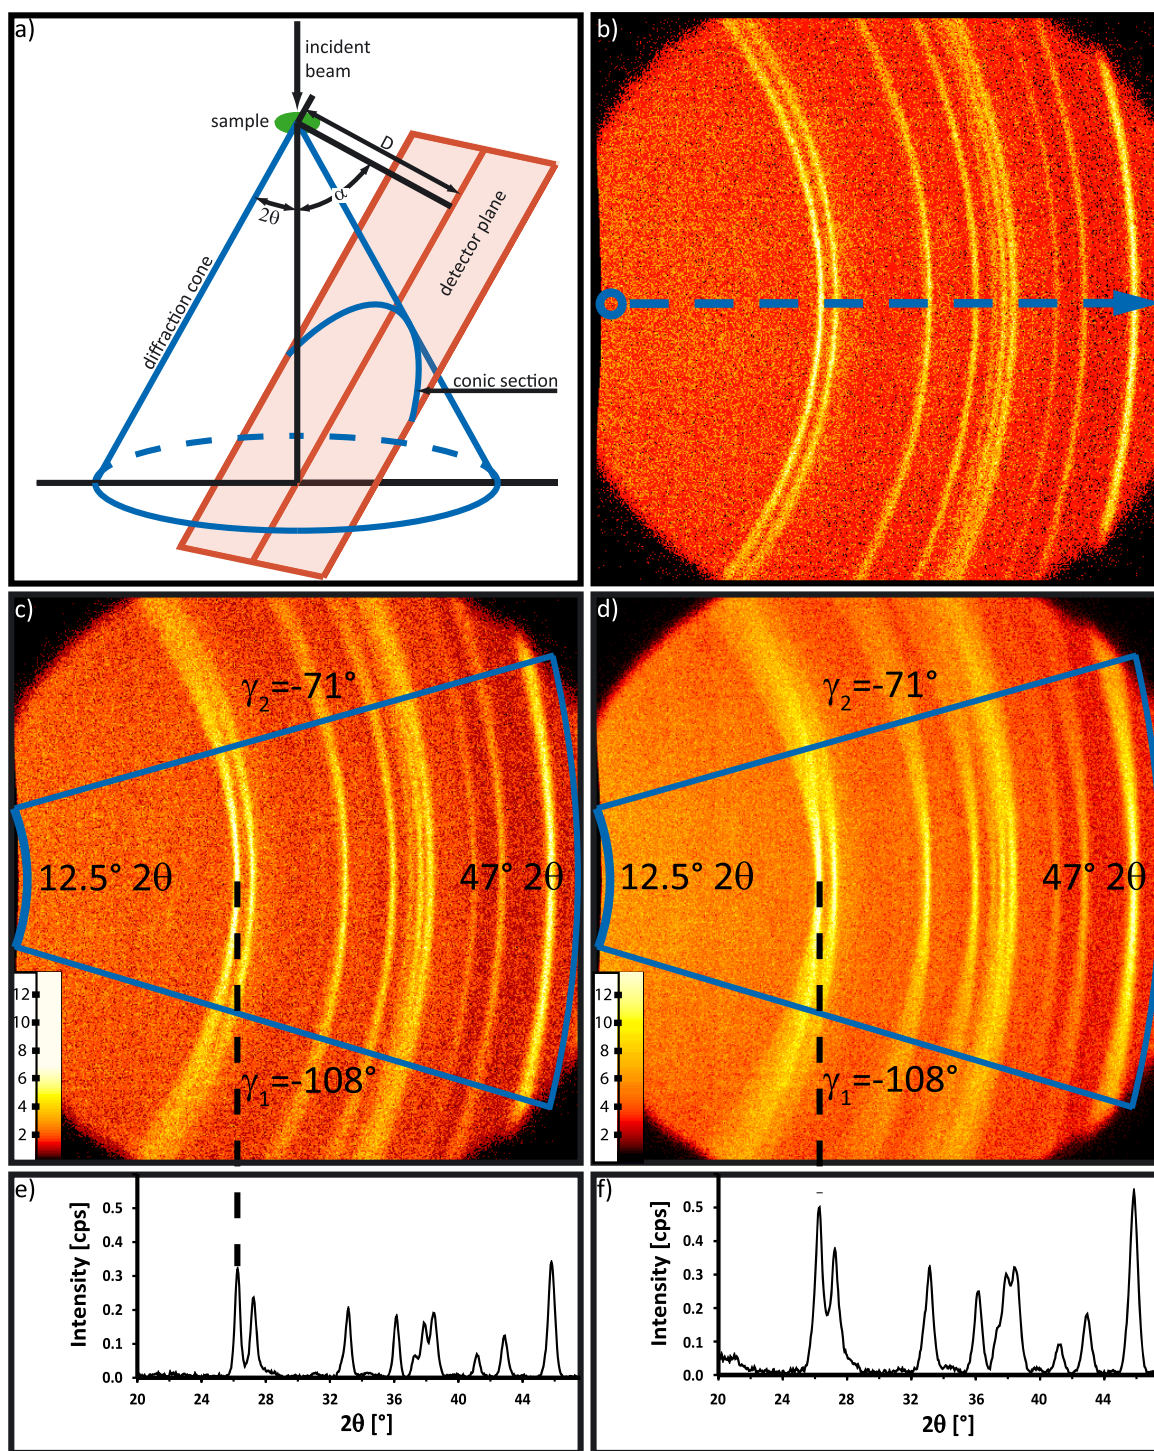 a)
incident
beam
sample
D
2θ
α
diffraction cone
detector plane
conic section
b)
c)
γ2=-71°
12.5° 2θ
47° 2θ
γ1=-108°
12
10
8
6
4
2
d)
γ2=-71°
12.5° 2θ
47° 2θ
γ1=-108°
12
10
8
6
4
2
e)
Intensity [cps]
0.5
0.4
0.3
0.2
0.1
0.0
20 24 28 32 36 40 44
2θ [°]
f)
Intensity [cps]
0.5
0.4
0.3
0.2
0.1
0.0
20 24 28 32 36 40 44
2θ [°]